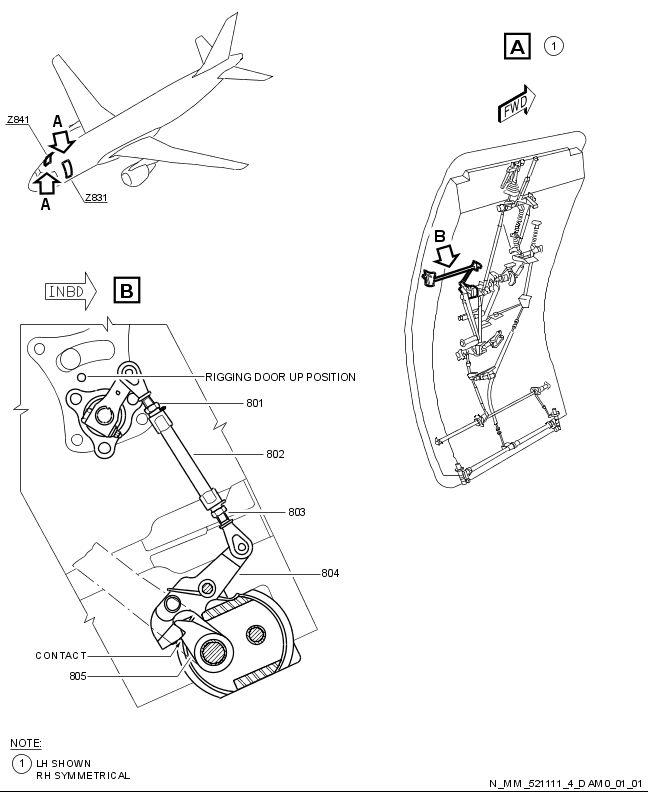 A 1
FWD
A
Z841
Z831
A
B
INBD B
RIGGING DOOR UP POSITION
801
802
803
804
CONTACT
805
NOTE:
1 LH SHOWN
RH SYMMETRICAL
N_MM_521111_4_DAM0_01_01